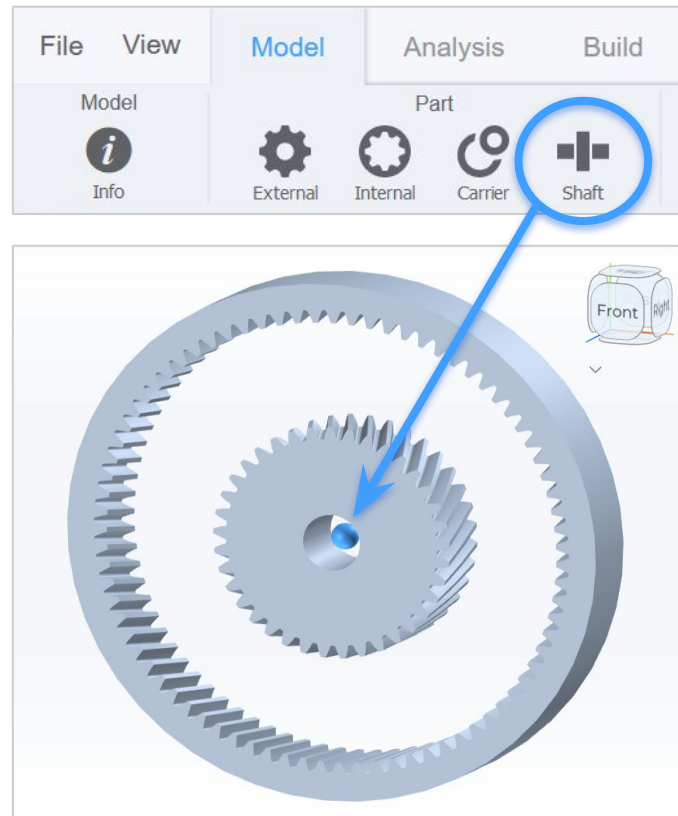 File View Model Analysis Build
Model Part
Info External Internal Carrier Shaft
Front Right